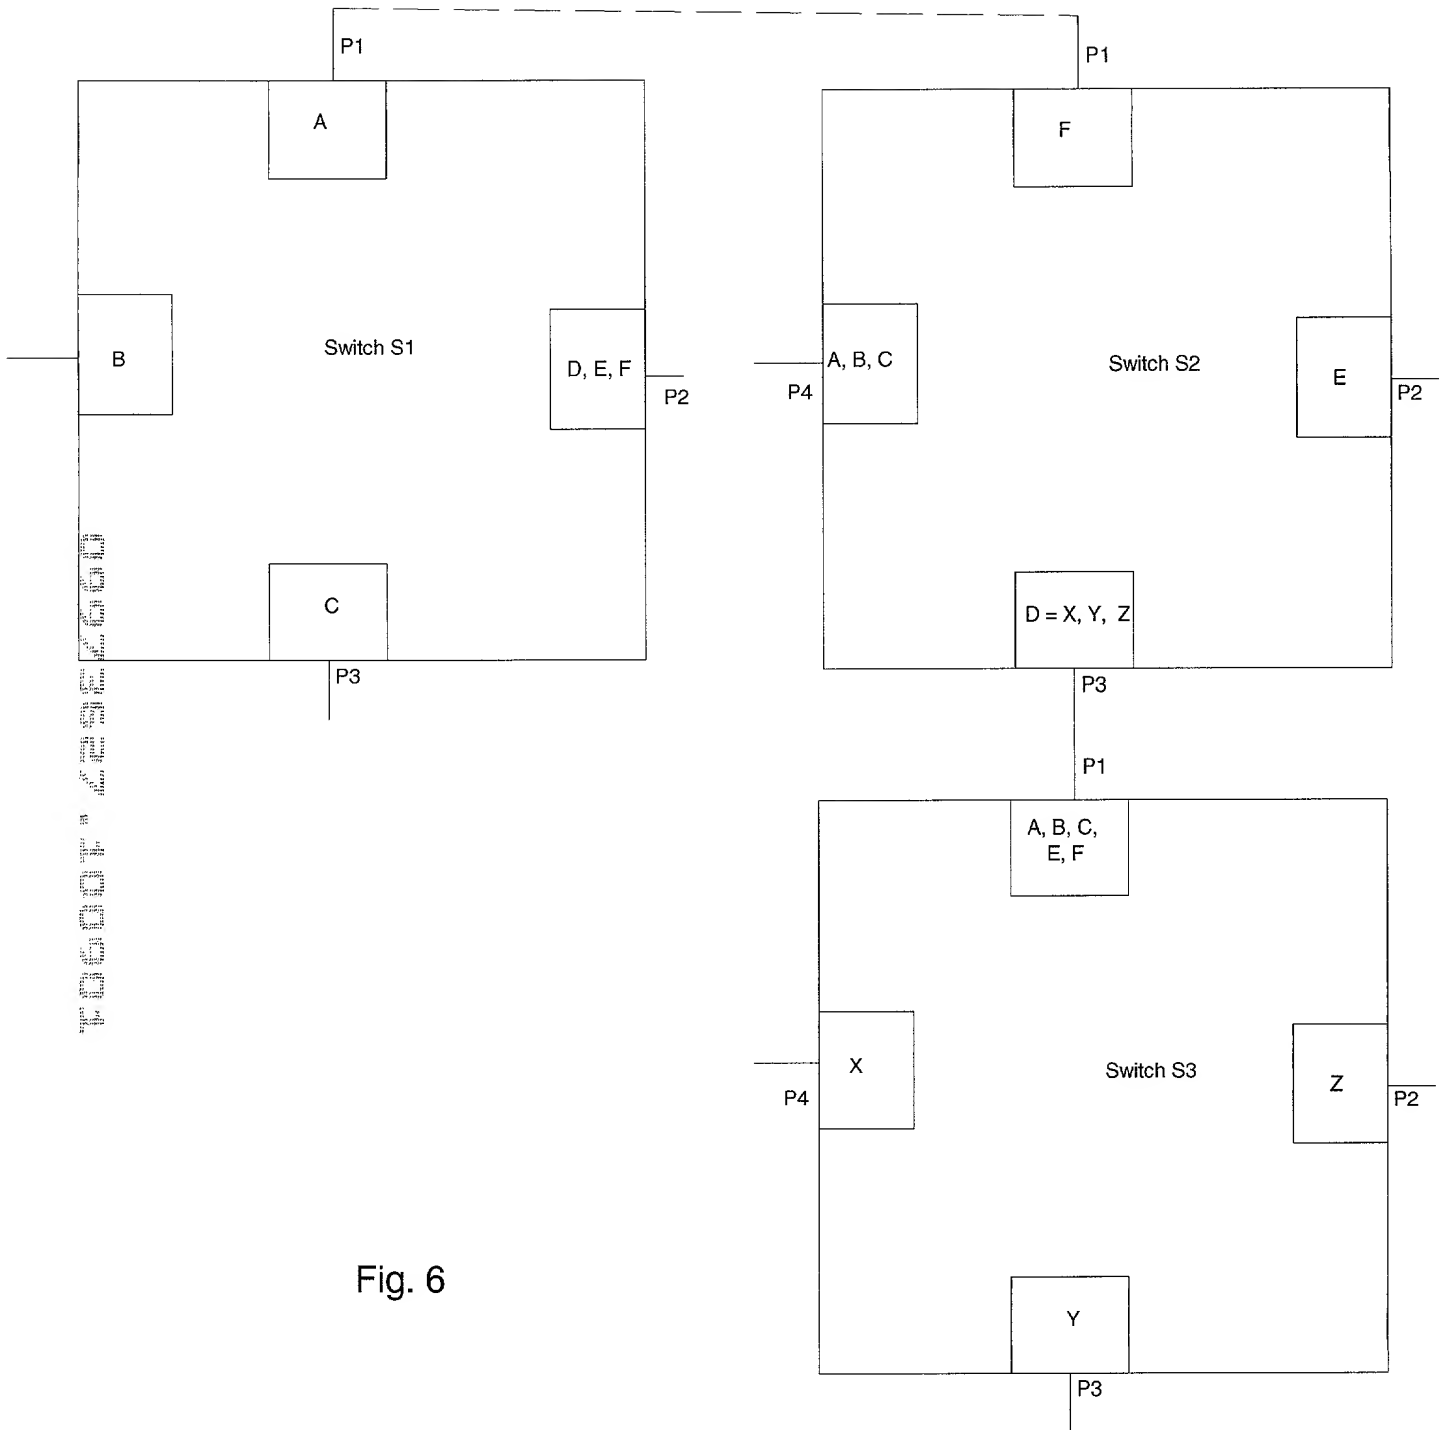 P1
P1
A
F
B
Switch S1
D, E, F
P2
A, B, C
P4
Switch S2
E
P2
C
P3
D = X, Y, Z
P3
P1
A, B, C,
E, F
X
P4
Switch S3
Z
P2
Y
P3
Fig. 6